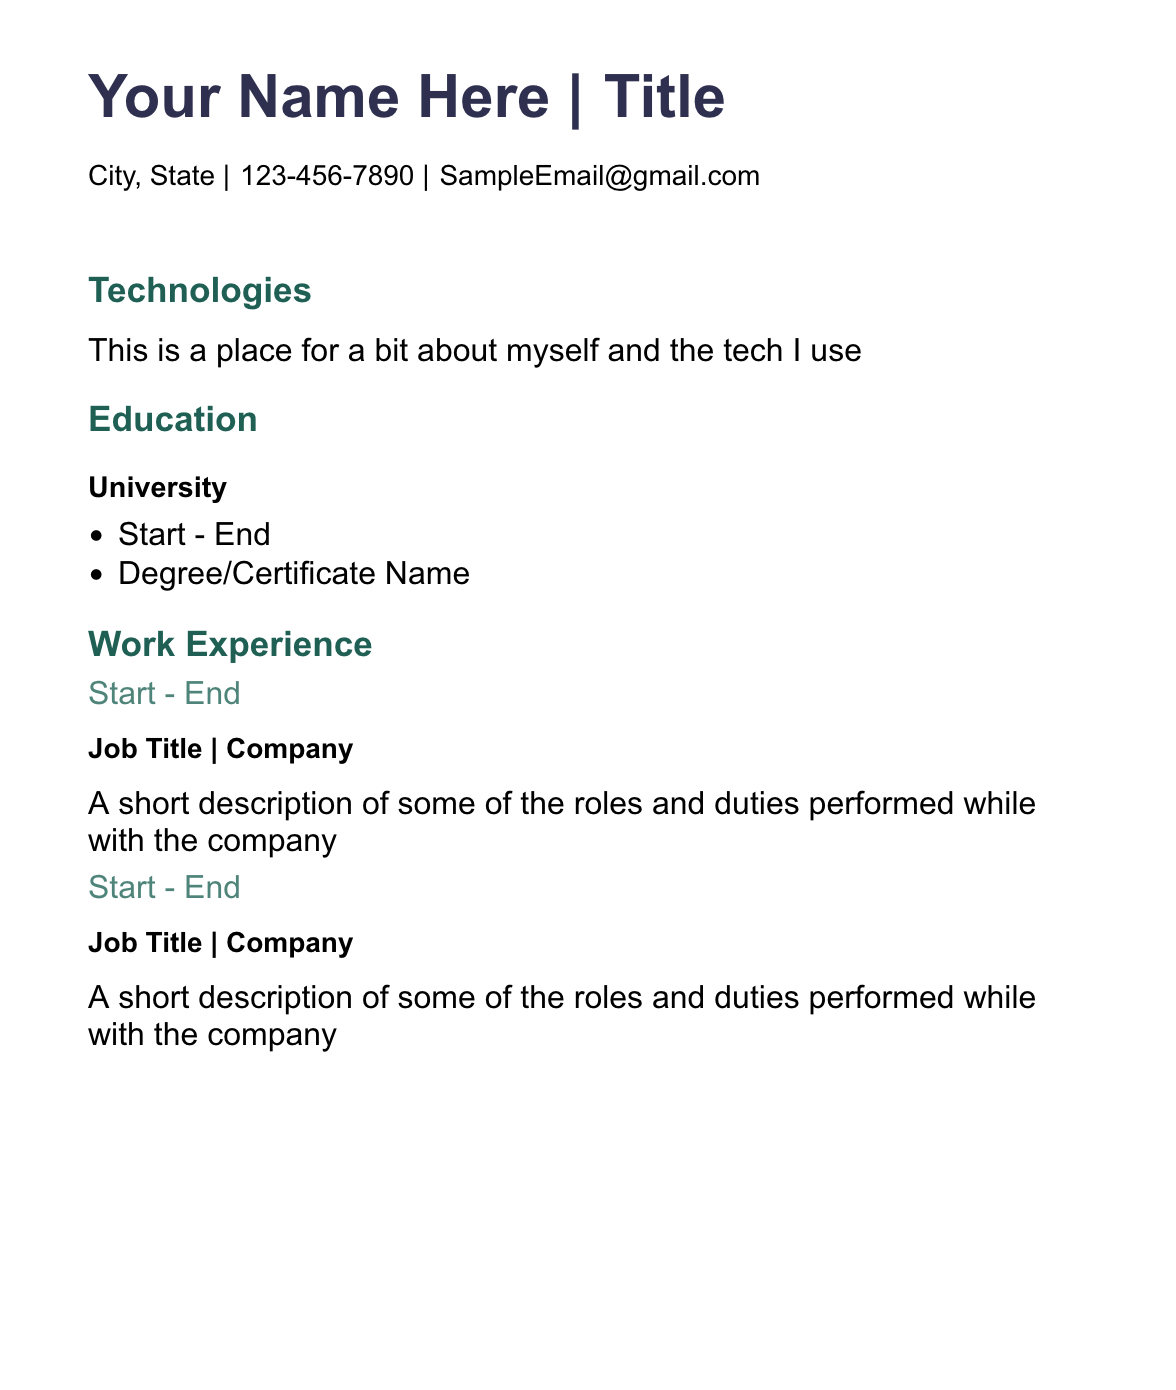 Your Name Here | Title
City, State | 123-456-7890 | SampleEmail@gmail.com
Technologies
This is a place for a bit about myself and the tech I use
Education
University
• Start - End
• Degree/Certificate Name
Work Experience
Start - End
Job Title | Company
A short description of some of the roles and duties performed while
with the company
Start - End
Job Title | Company
A short description of some of the roles and duties performed while
with the company